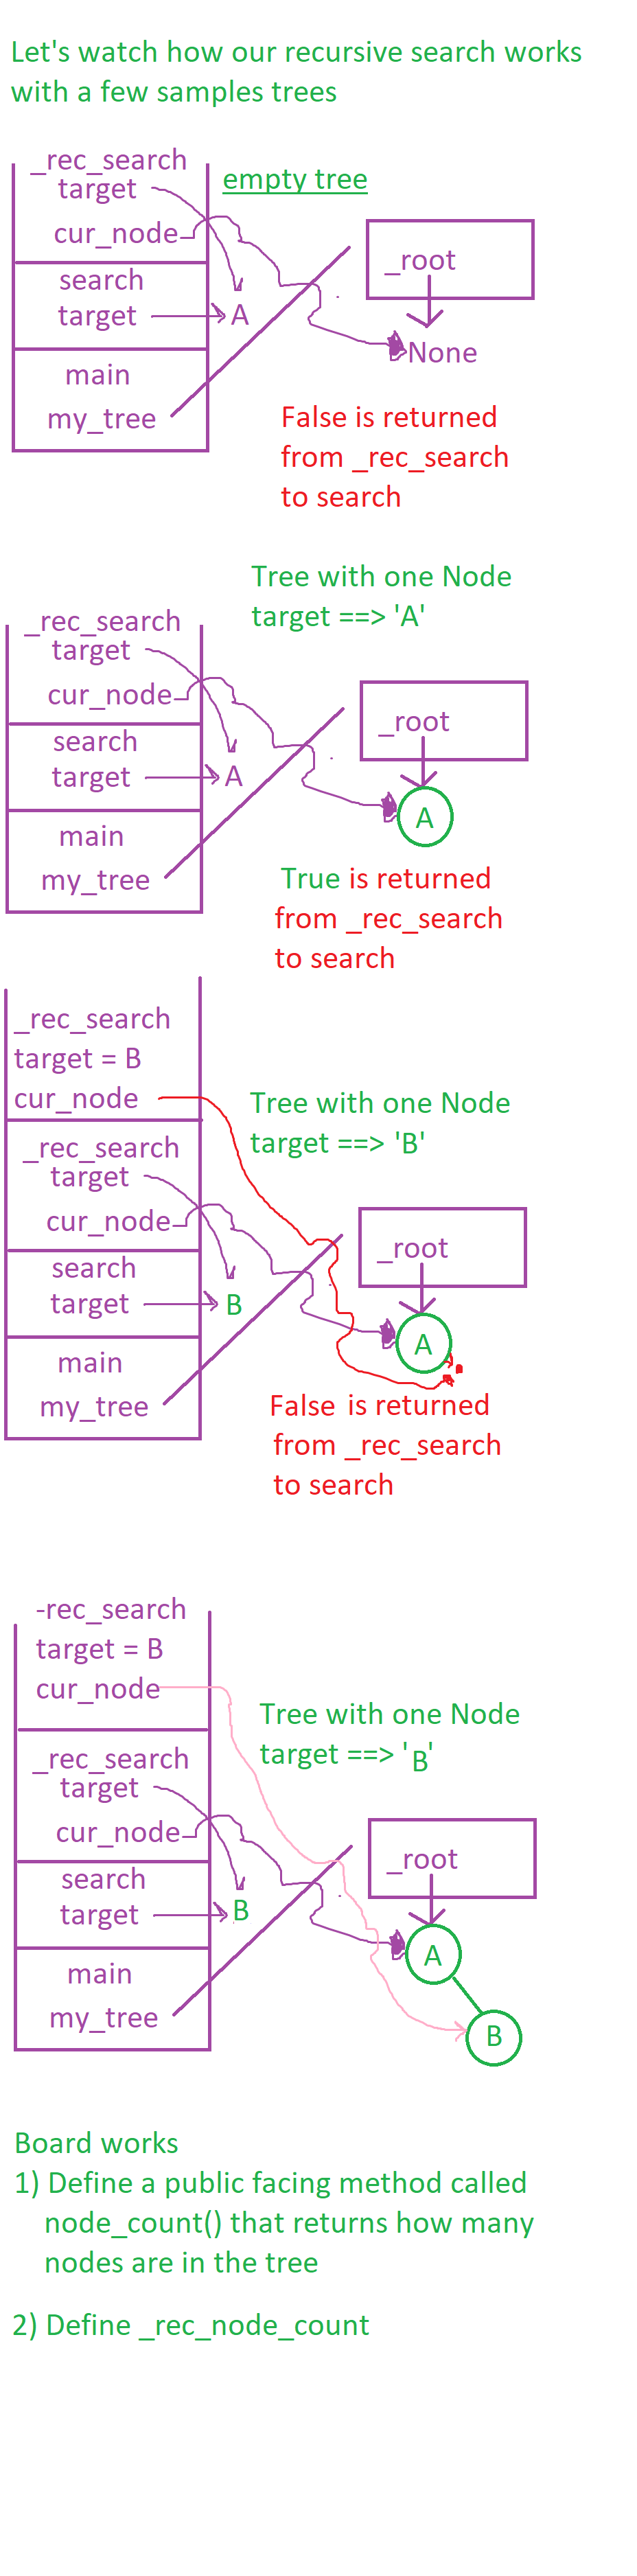 Let's watch how our recursive search works
with a few samples trees
_rec_search
target
cur_node
search
target
main
my_tree
empty tree
A
_root
None
False is returned
from _rec_search
to search
Tree with one Node
target ==> 'A'
_rec_search
target
cur_node
search
target
main
my_tree
A
_root
A
True is returned
from _rec_search
to search
_rec_search
target = B
cur_node
_rec_search
target
cur_node
search
target
main
my_tree
Tree with one Node
target ==> 'B'
B
_root
A
False is returned
from _rec_search
to search
-rec_search
target = B
cur_node
_rec_search
target
cur_node
search
target
main
my_tree
Tree with one Node
target ==> 'B'
B
_root
A
B
Board works
1) Define a public facing method called
node_count() that returns how many
nodes are in the tree
2) Define _rec_node_count